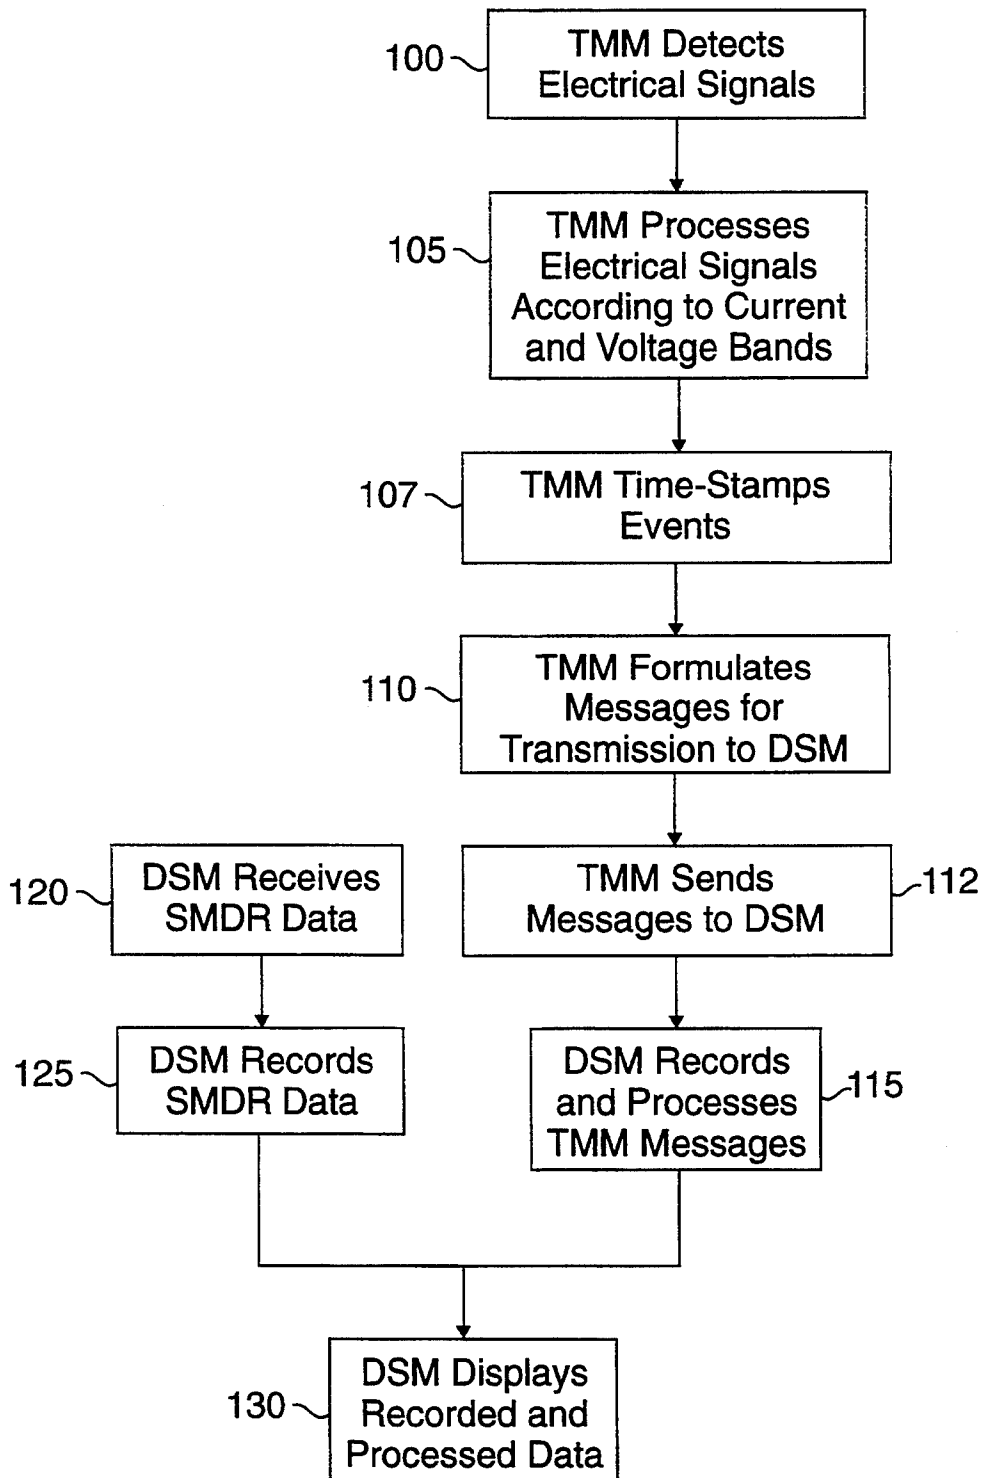 100
TMM Detects
Electrical Signals
105
TMM Processes
Electrical Signals
According to Current
and Voltage Bands
107
TMM Time-Stamps
Events
110
TMM Formulates
Messages for
Transmission to DSM
120
DSM Receives
SMDR Data
TMM Sends
Messages to DSM
112
125
DSM Records
SMDR Data
DSM Records
and Processes
TMM Messages
115
130
DSM Displays
Recorded and
Processed Data